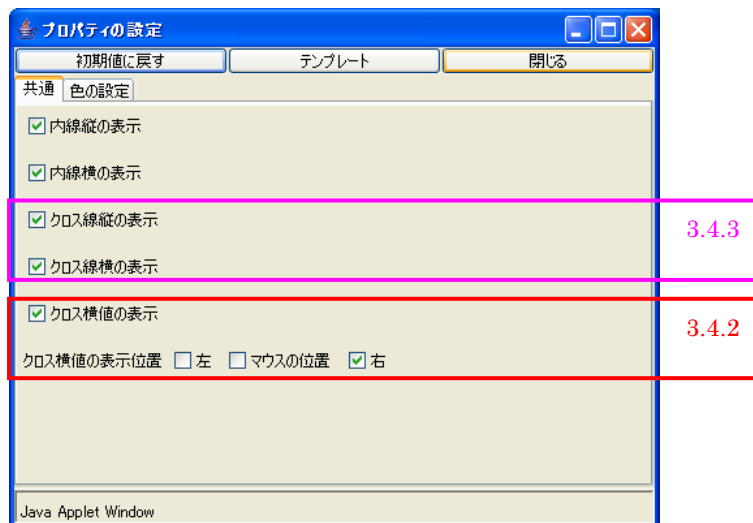 プロパティの設定
初期値に戻す テンプレート 閉じる
共通 色の設定
内線縦の表示
内線横の表示
クロス線縦の表示
3.4.3
クロス線横の表示
クロス横値の表示
3.4.2
クロス横値の表示位置 左 マウスの位置 右
Java Applet Window